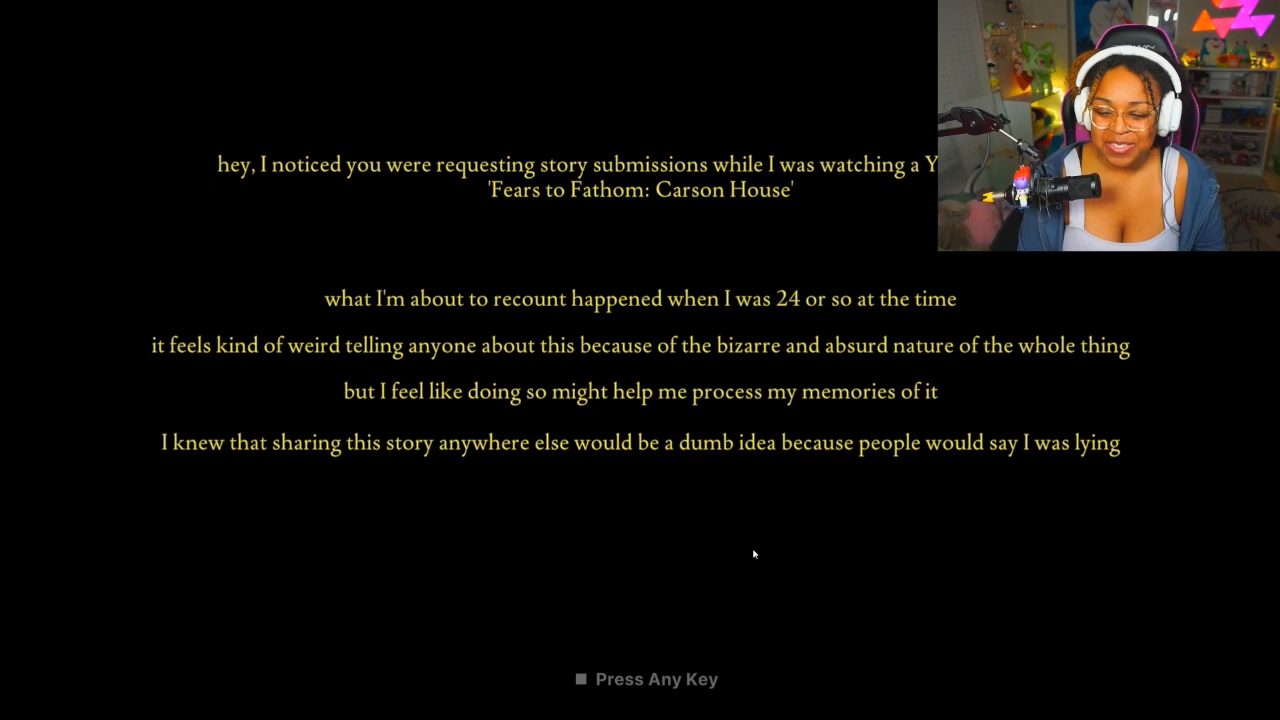 hey, I noticed you were requesting story submissions while I was watching a
'Fears to Fathom: Carson House'
what I'm about to recount happened when I was 24 or so at the time
it feels kind of weird telling anyone about this because of the bizarre and absurd nature of the whole thing
but I feel like doing so might help me process my memories of it
I knew that sharing this story anywhere else would be a dumb idea because people would say I was lying
Press Any Key